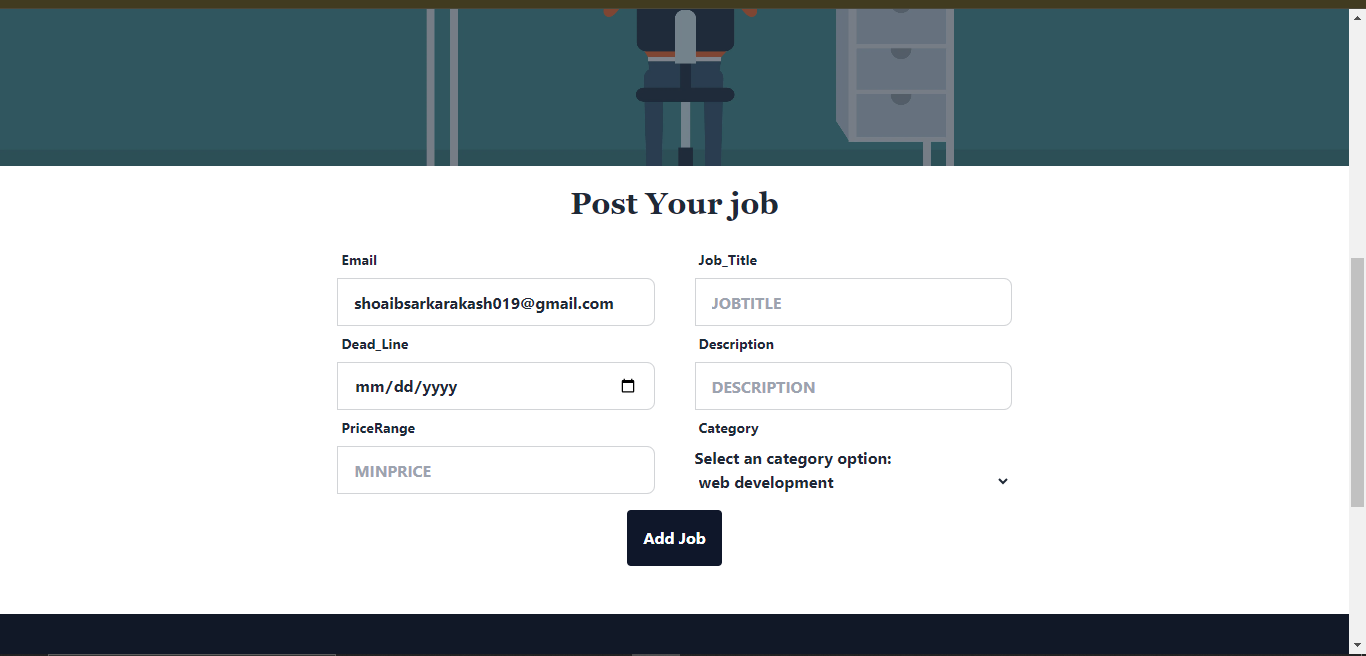 Post Your job
Email
Job_Title
shoaibsarkarakash019@gmail.com
JOBTITLE
Dead_Line
Description
mm/dd/yyyy
DESCRIPTION
PriceRange
Category
MINPRICE
Select an category option:
web development
Add Job